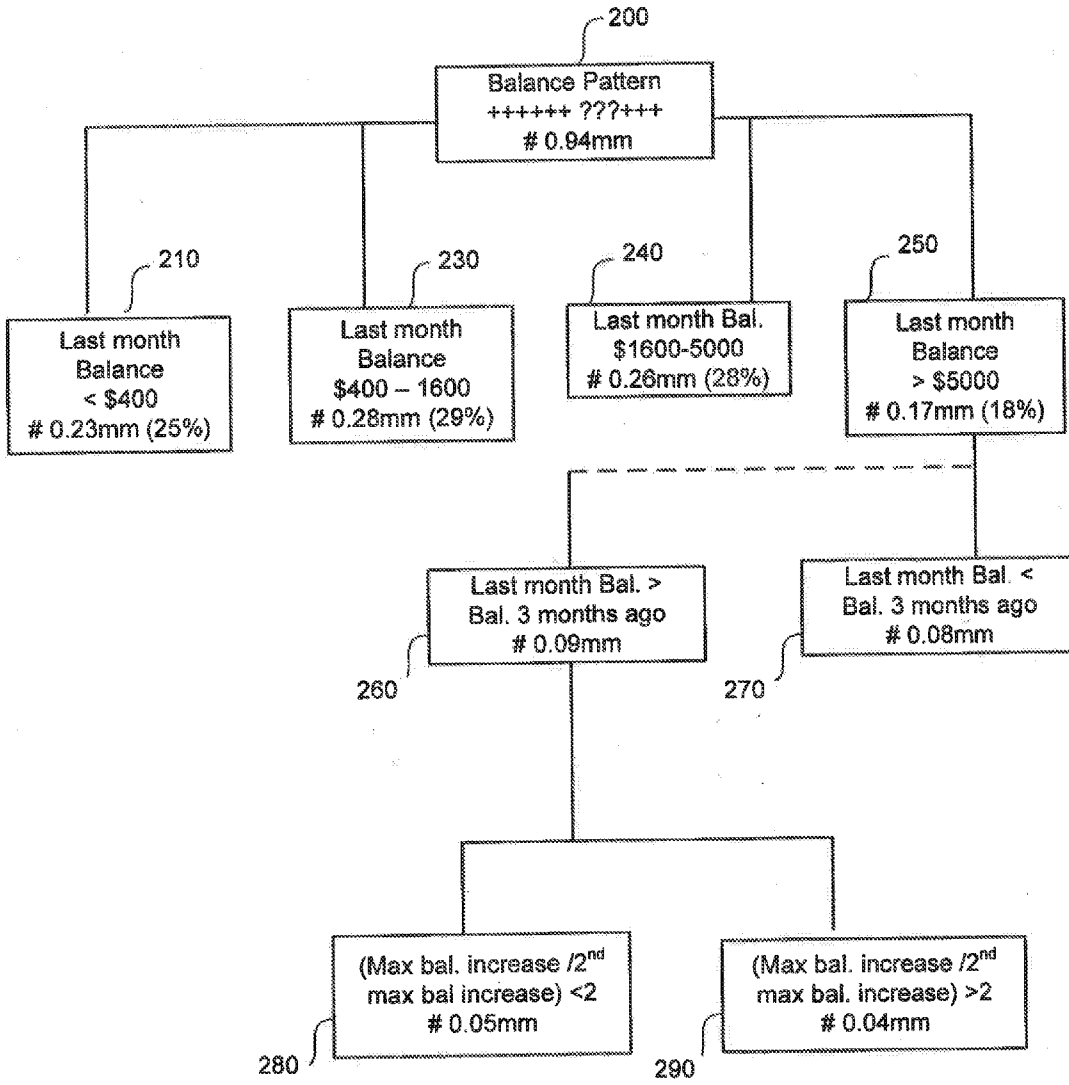 200
Balance Pattern
++++++ ???+++
# 0.94mm
210
Last month
Balance
< $400
# 0.23mm (25%)
230
Last month
Balance
$400 – 1600
# 0.28mm (29%)
240
Last month Bal.
$1600-5000
# 0.26mm (28%)
250
Last month
Balance
> $5000
# 0.17mm (18%)
Last month Bal. >
Bal. 3 months ago
# 0.09mm
260
Last month Bal. <
Bal. 3 months ago
# 0.08mm
270
(Max bal. increase /2nd
max bal increase) <2
# 0.05mm
280
(Max bal. increase /2nd
max bal. increase) >2
# 0.04mm
290